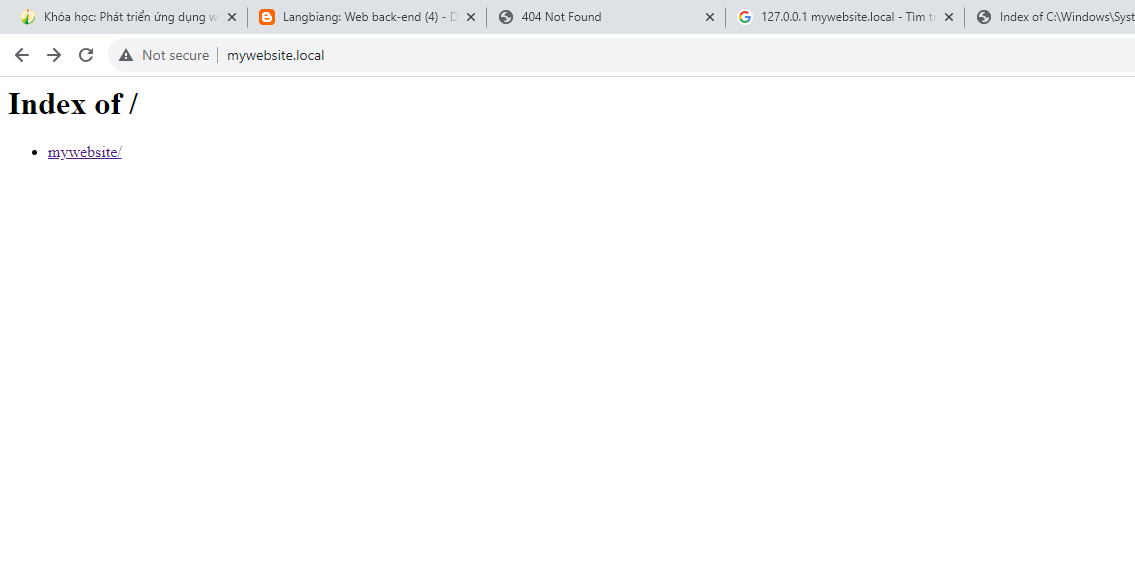 Khóa học: Phát triển ứng dụng w
Langbiang: Web back-end (4) - D
404 Not Found
127.0.0.1 mywebsite.local - Tìm t
Index of C:\Windows\Syst
Not secure
mywebsite.local
Index of /
mywebsite/